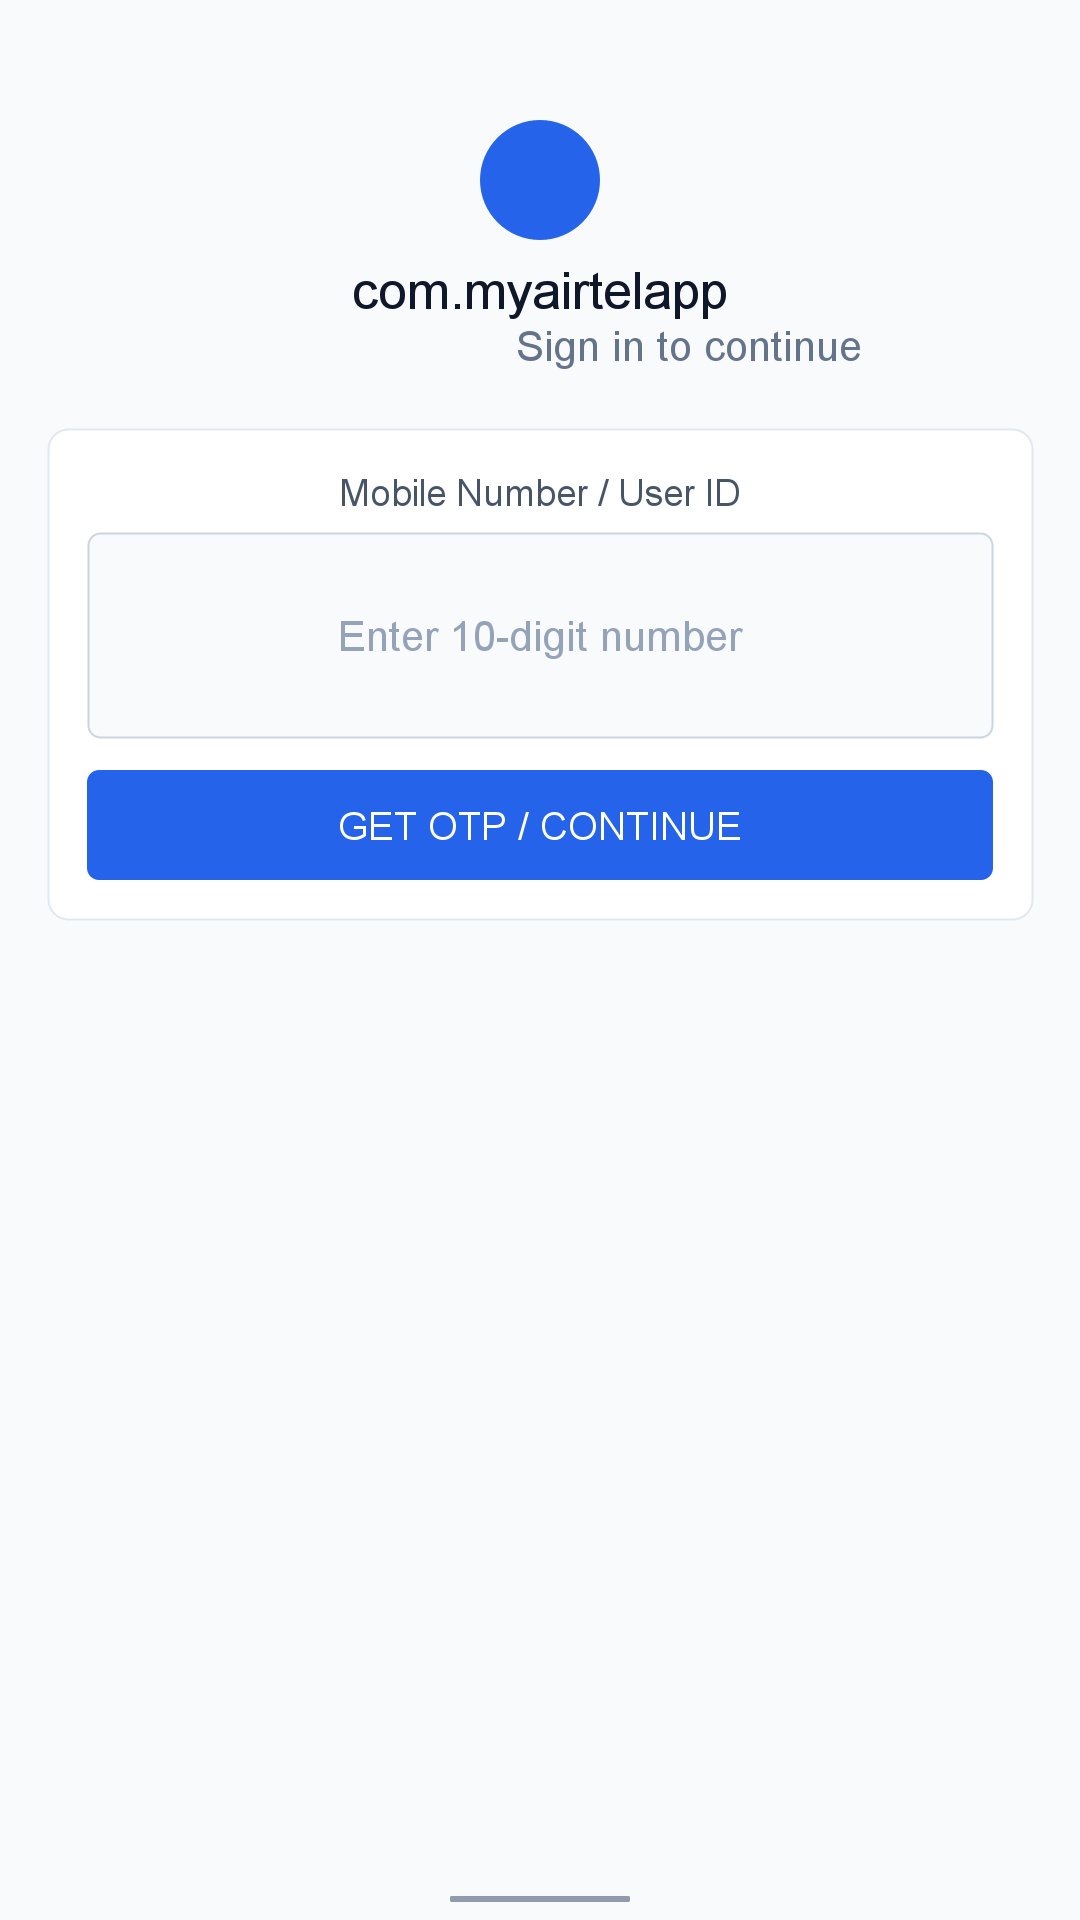 com.myairtelapp
Sign in to continue
Mobile Number / User ID
Enter 10-digit number
GET OTP / CONTINUE